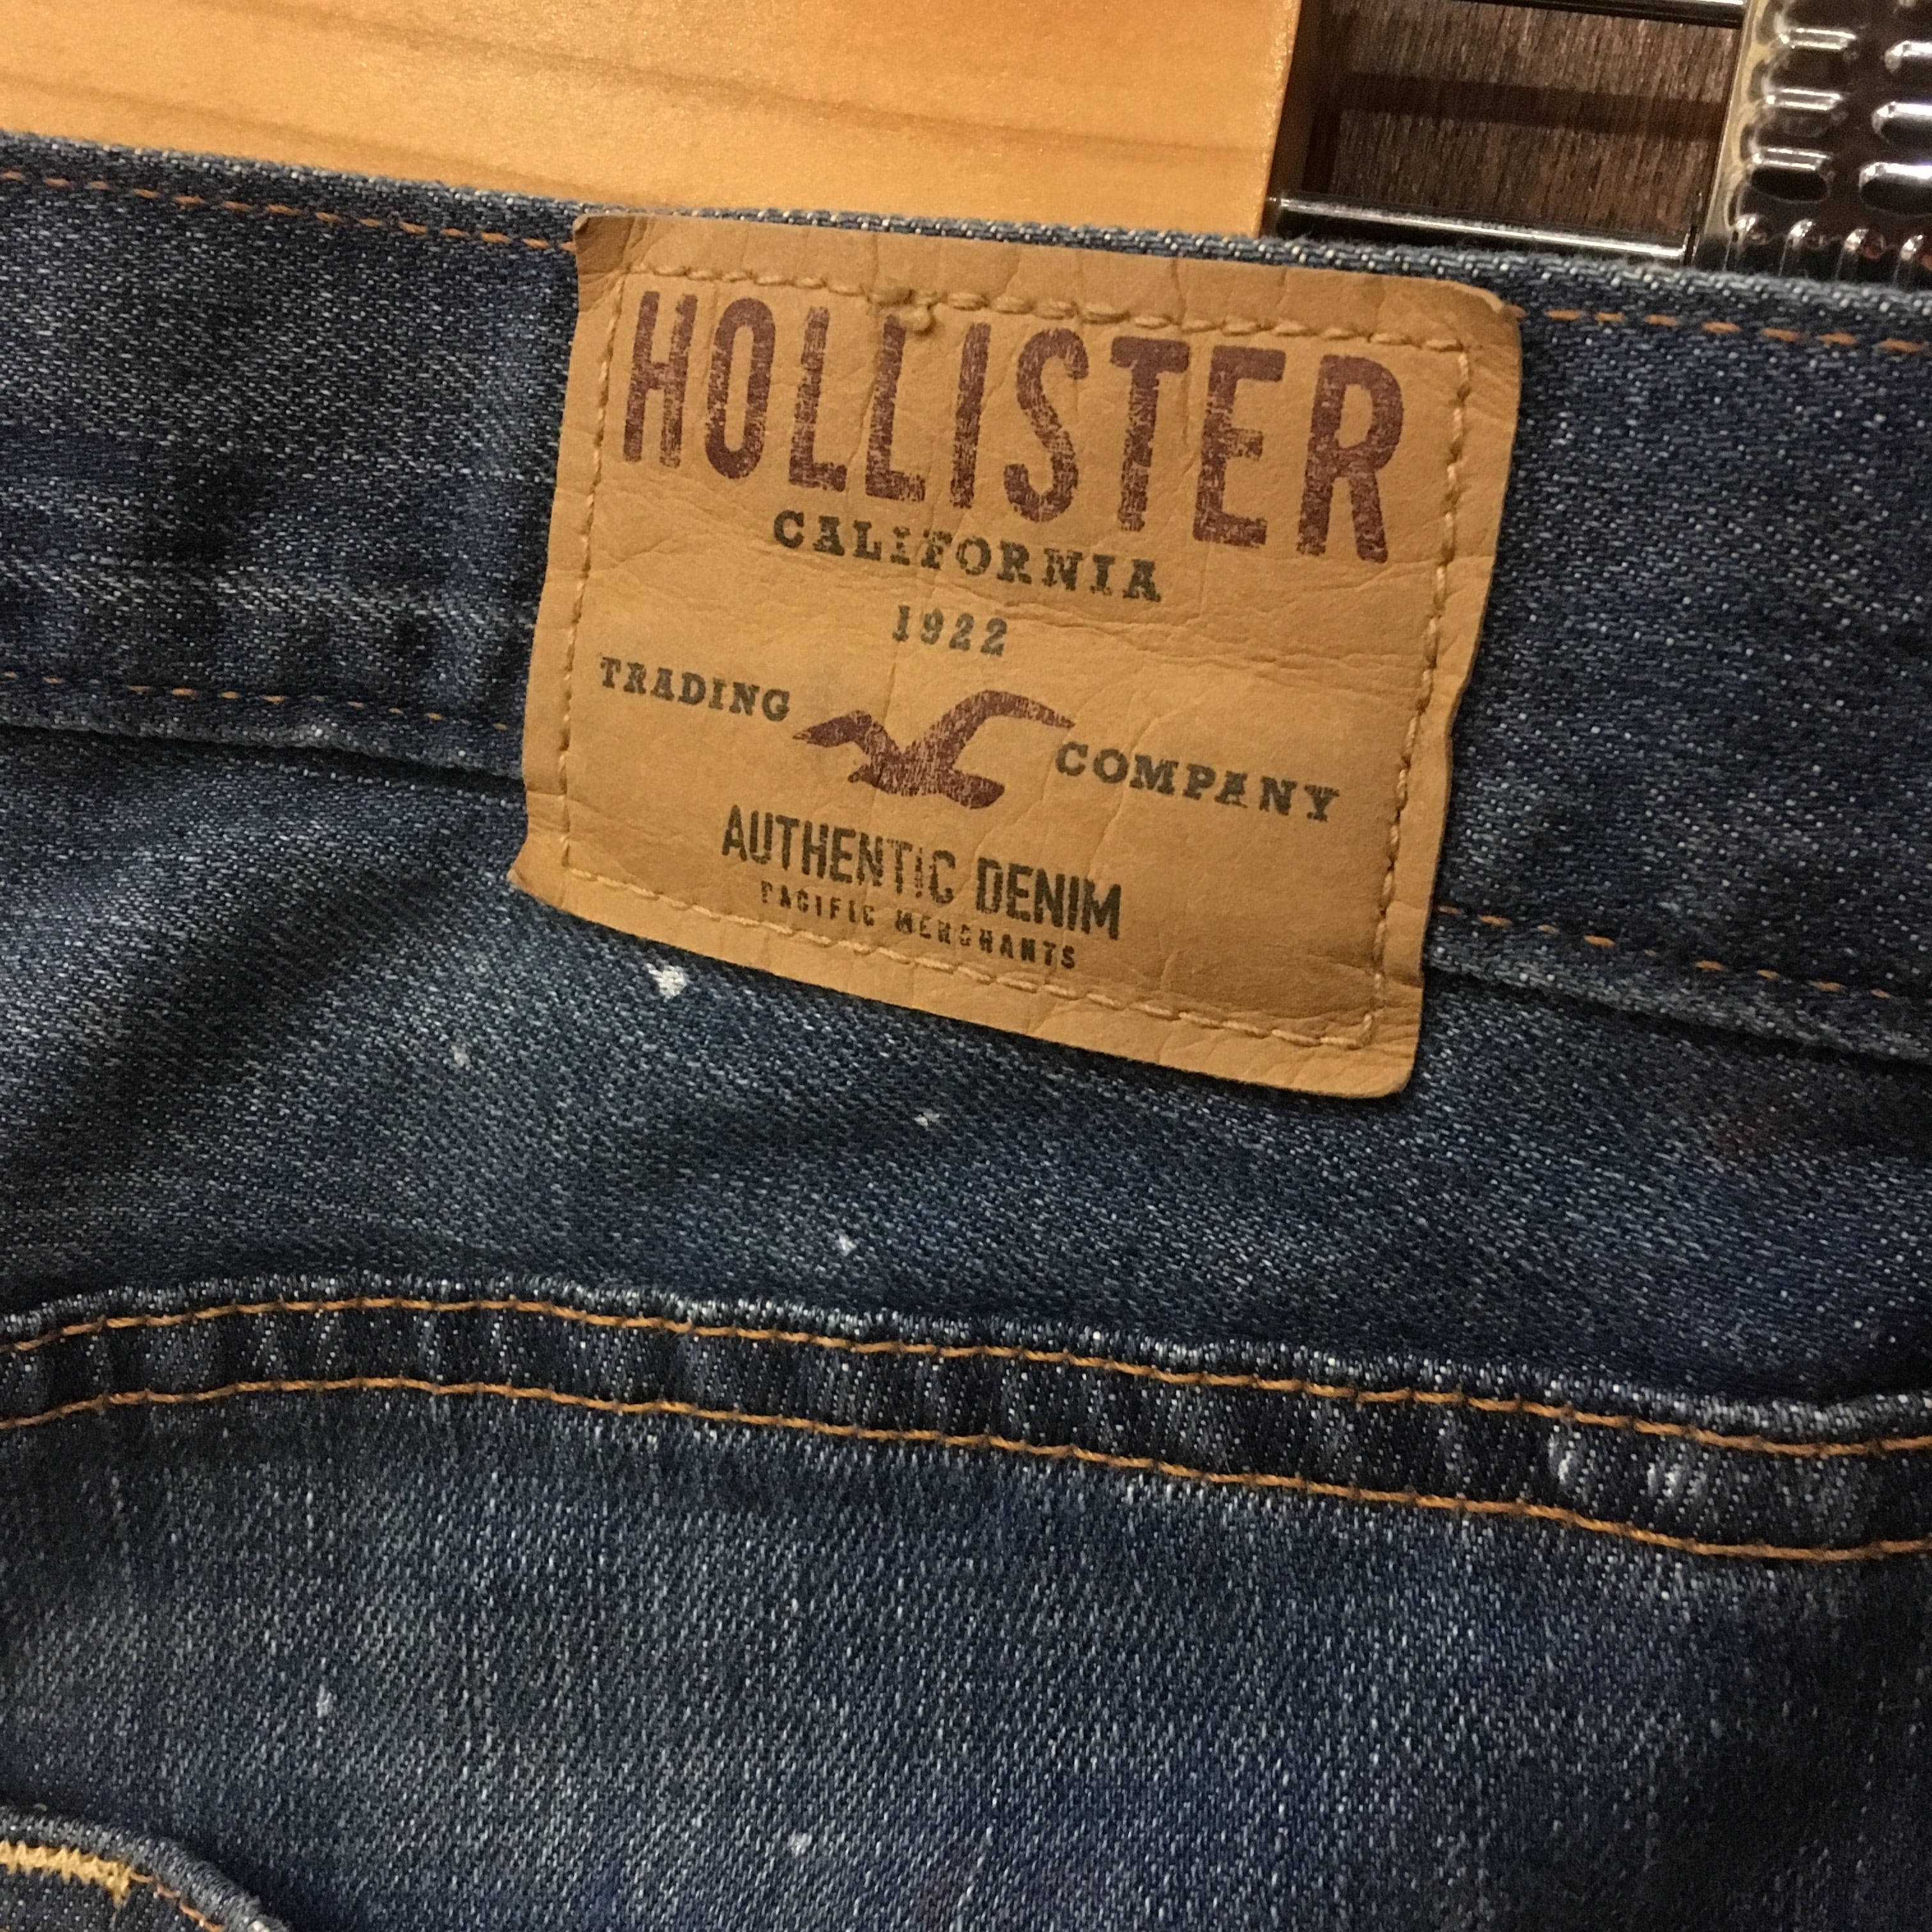 HOLLISTER
CALIFORNIA
1922
TRADING COMPANY
AUTHENTIC DENIM
PACIFIC MERCHANTS